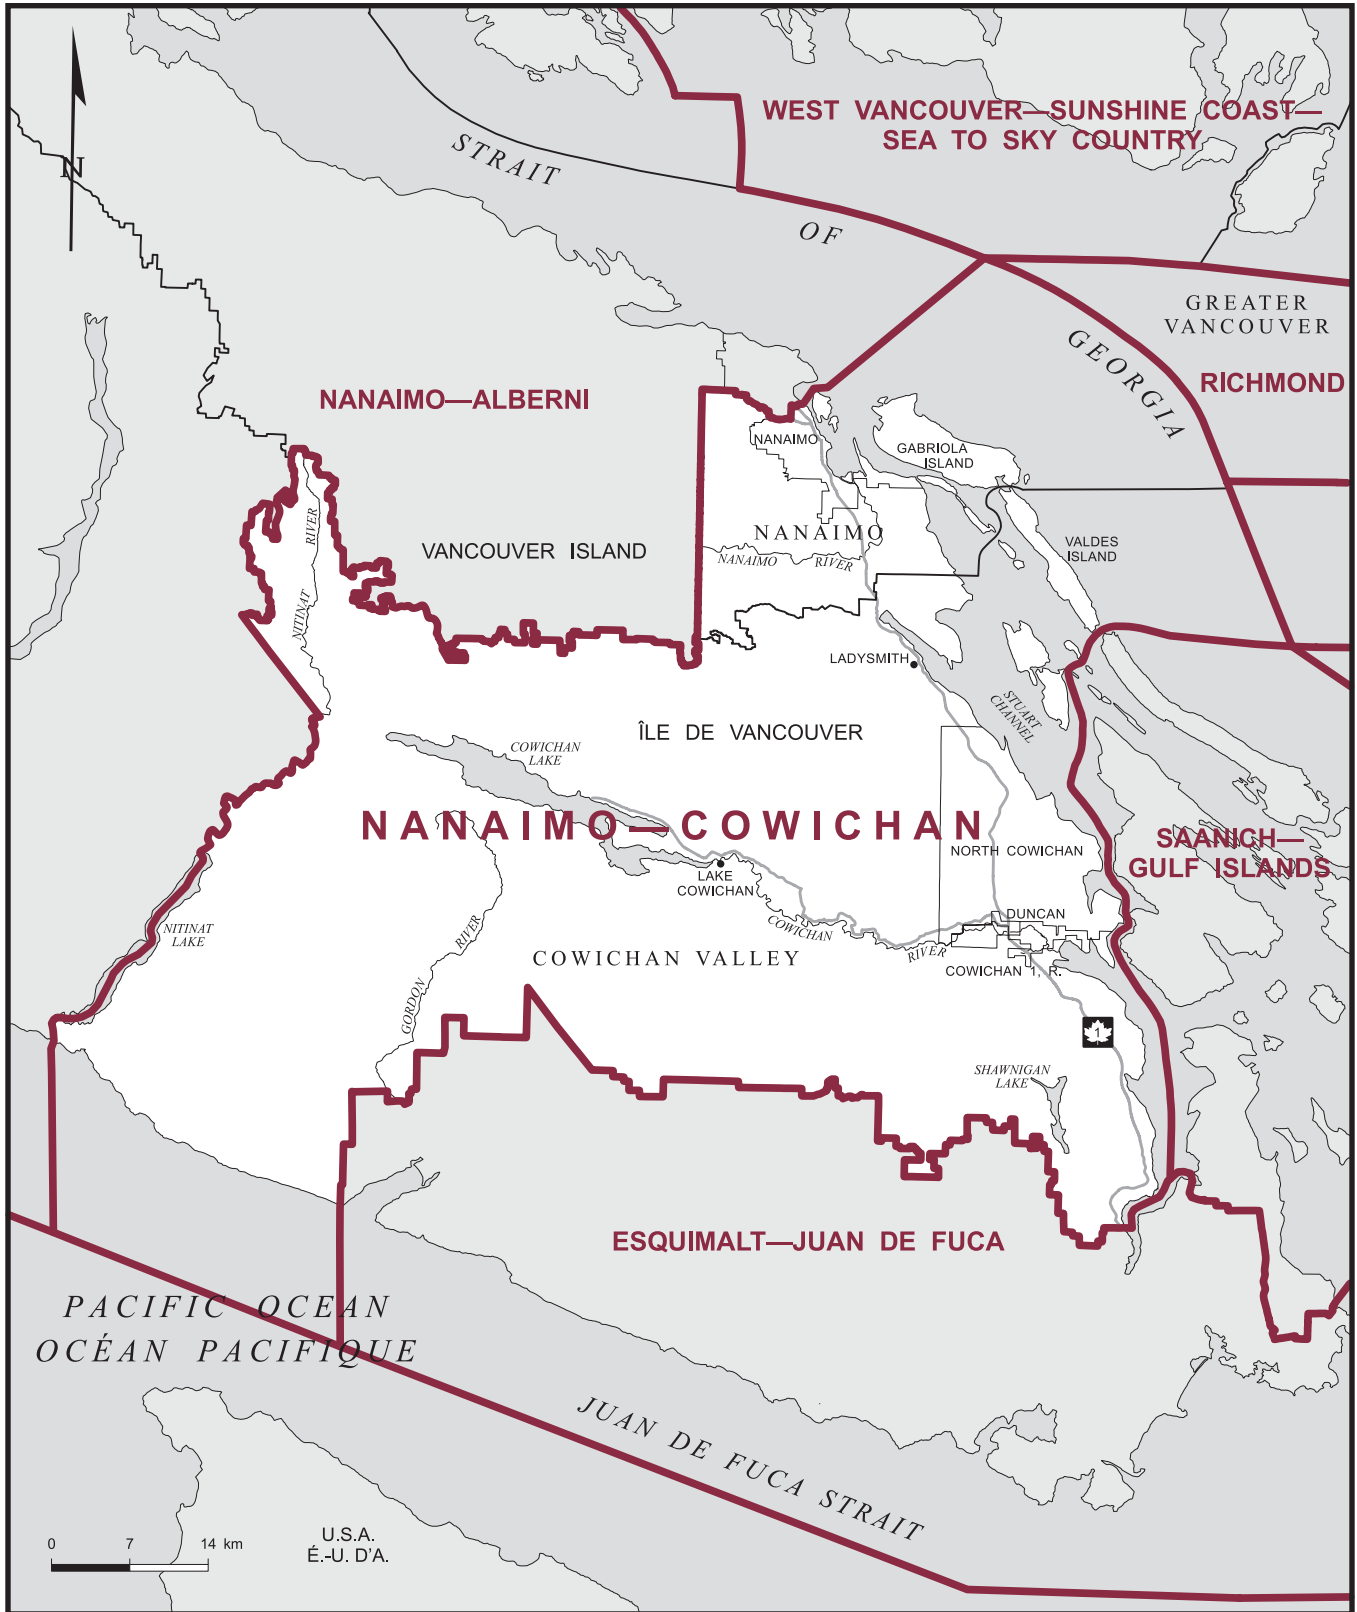 WEST VANCOUVER—SUNSHINE COAST—
SEA TO SKY COUNTRY
STRAIT
N
OF
GREATER
VANCOUVER
GEORGIA
RICHMOND
NANAIMO—ALBERNI
NANAIMO
GABRIOLA
ISLAND
RIVER
NANAIMO
VALDES
ISLAND
VANCOUVER ISLAND
NANAIMO RIVER
NITINAT
LADYSMITH
STUART
CHANNEL
ÎLE DE VANCOUVER
COWICHAN
LAKE
NANAIMO—COWICHAN
SAANICH—
GULF ISLANDS
NORTH COWICHAN
LAKE
COWICHAN
DUNCAN
NITINAT
LAKE
RIVER
COWICHAN
RIVER
COWICHAN VALLEY
COWICHAN 1, R.
GORDON
1
SHAWNIGAN
LAKE
ESQUIMALT—JUAN DE FUCA
PACIFIC OCEAN
OCÉAN PACIFIQUE
JUAN DE FUCA STRAIT
0 7 14 km
U.S.A.
É.-U. D'A.